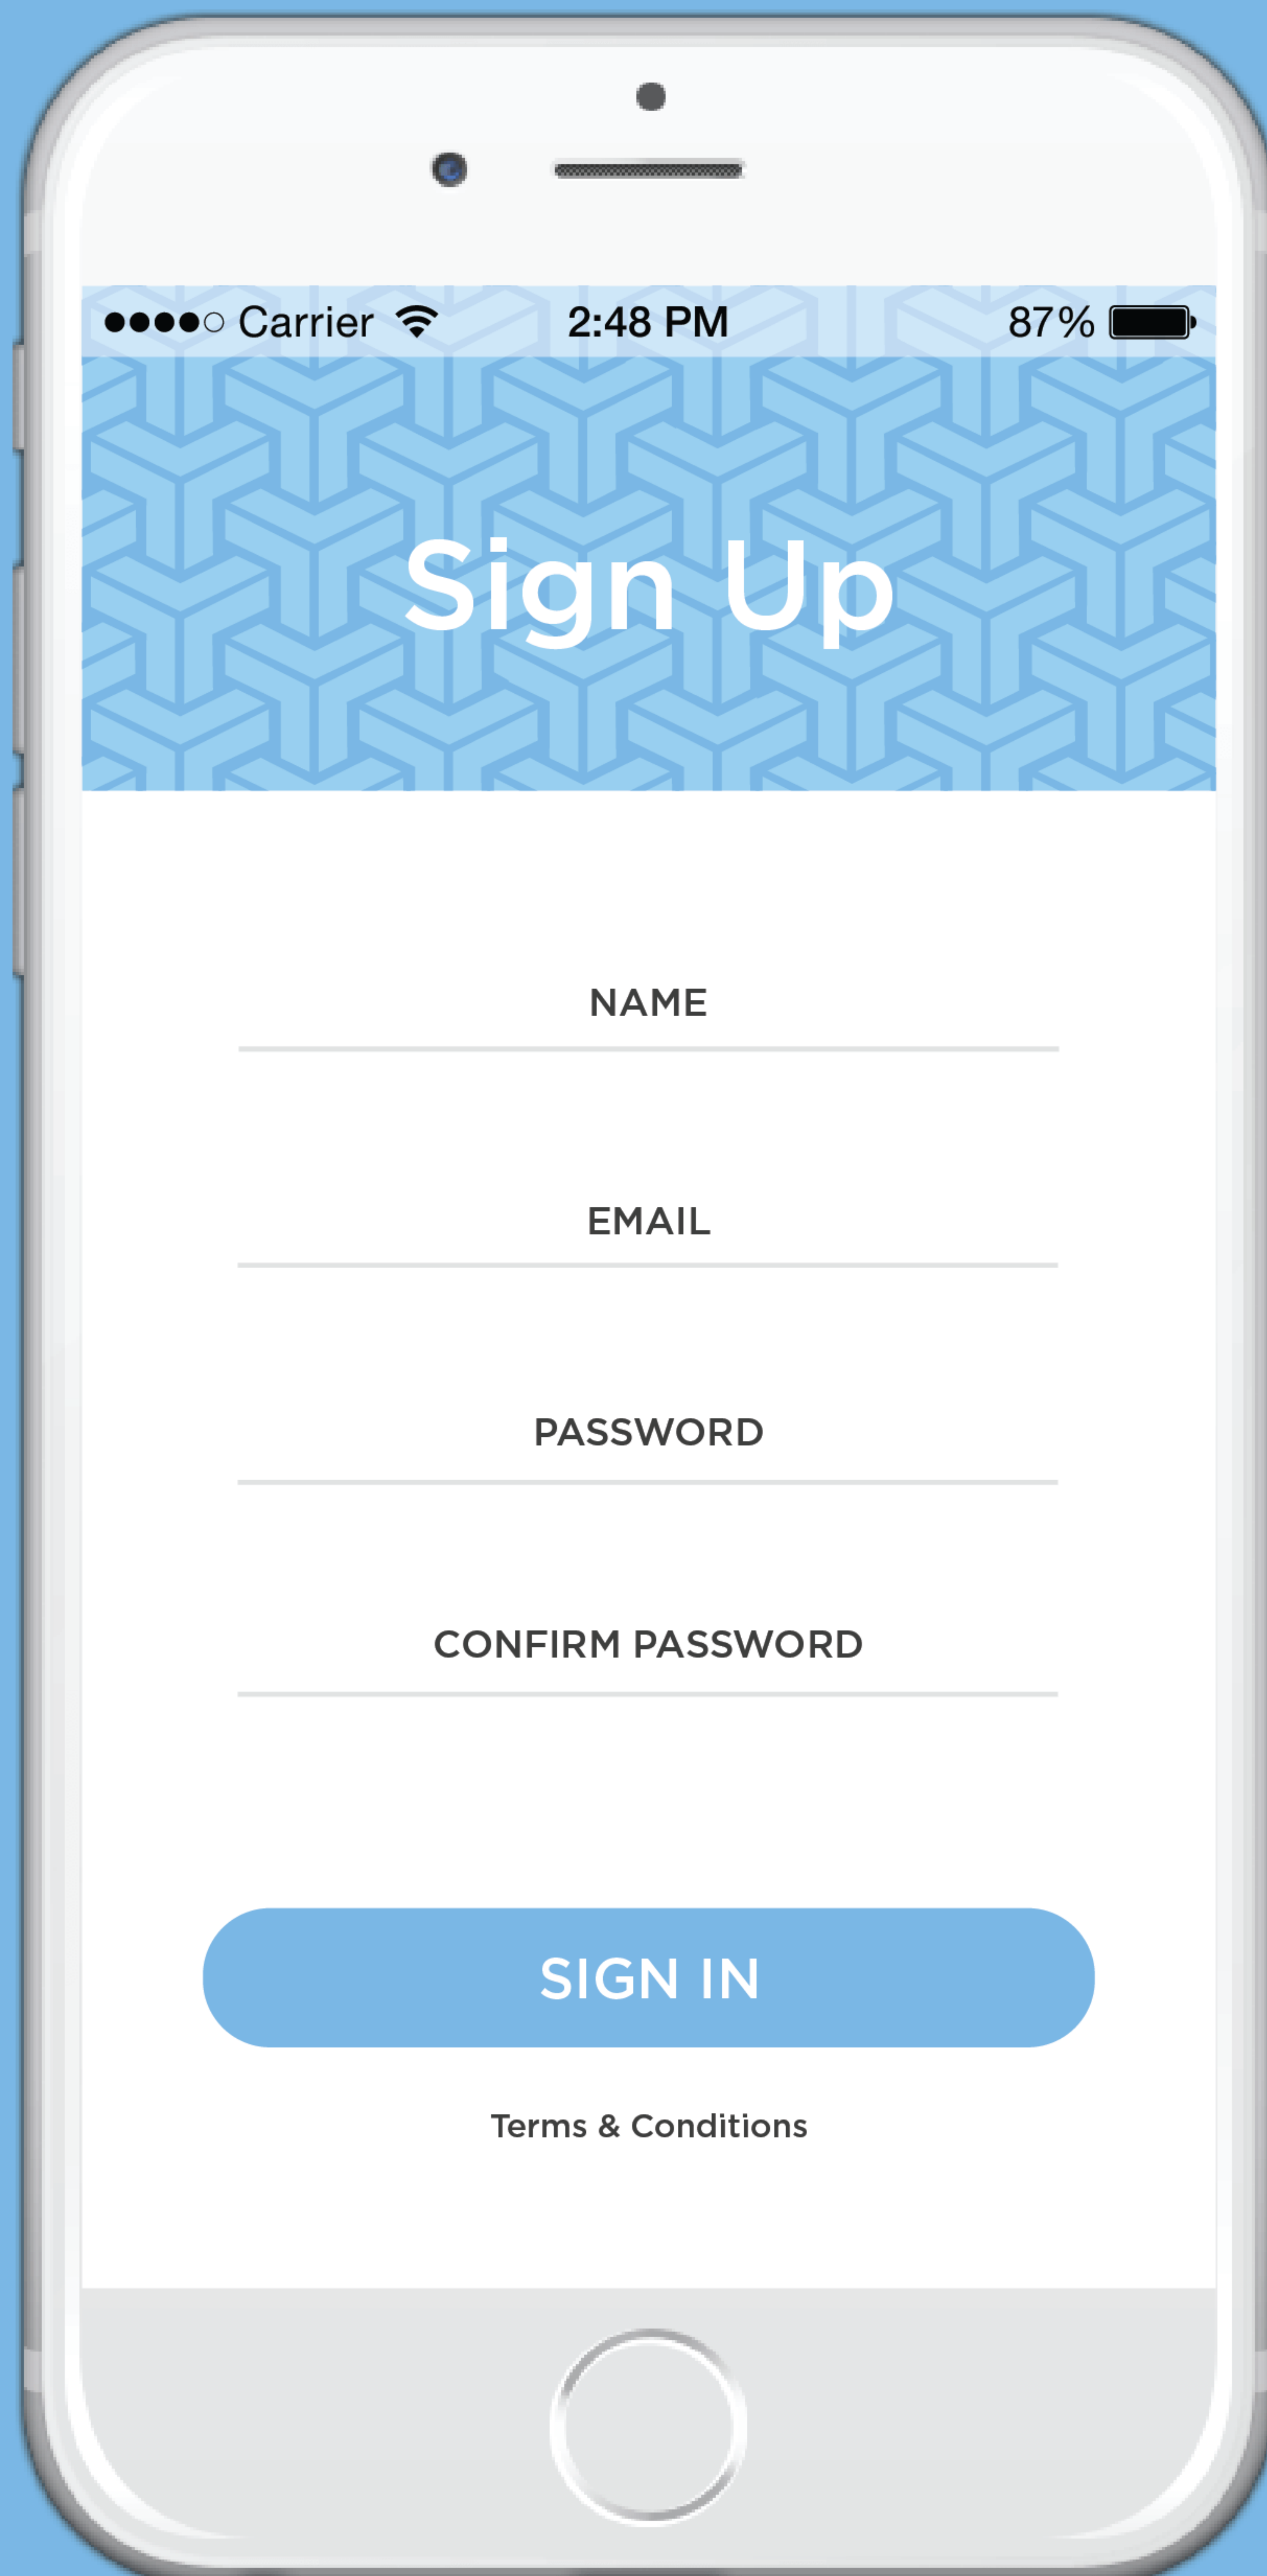 Carrier 2:48 PM 87%
Sign Up
NAME
EMAIL
PASSWORD
CONFIRM PASSWORD
SIGN IN
Terms & Conditions